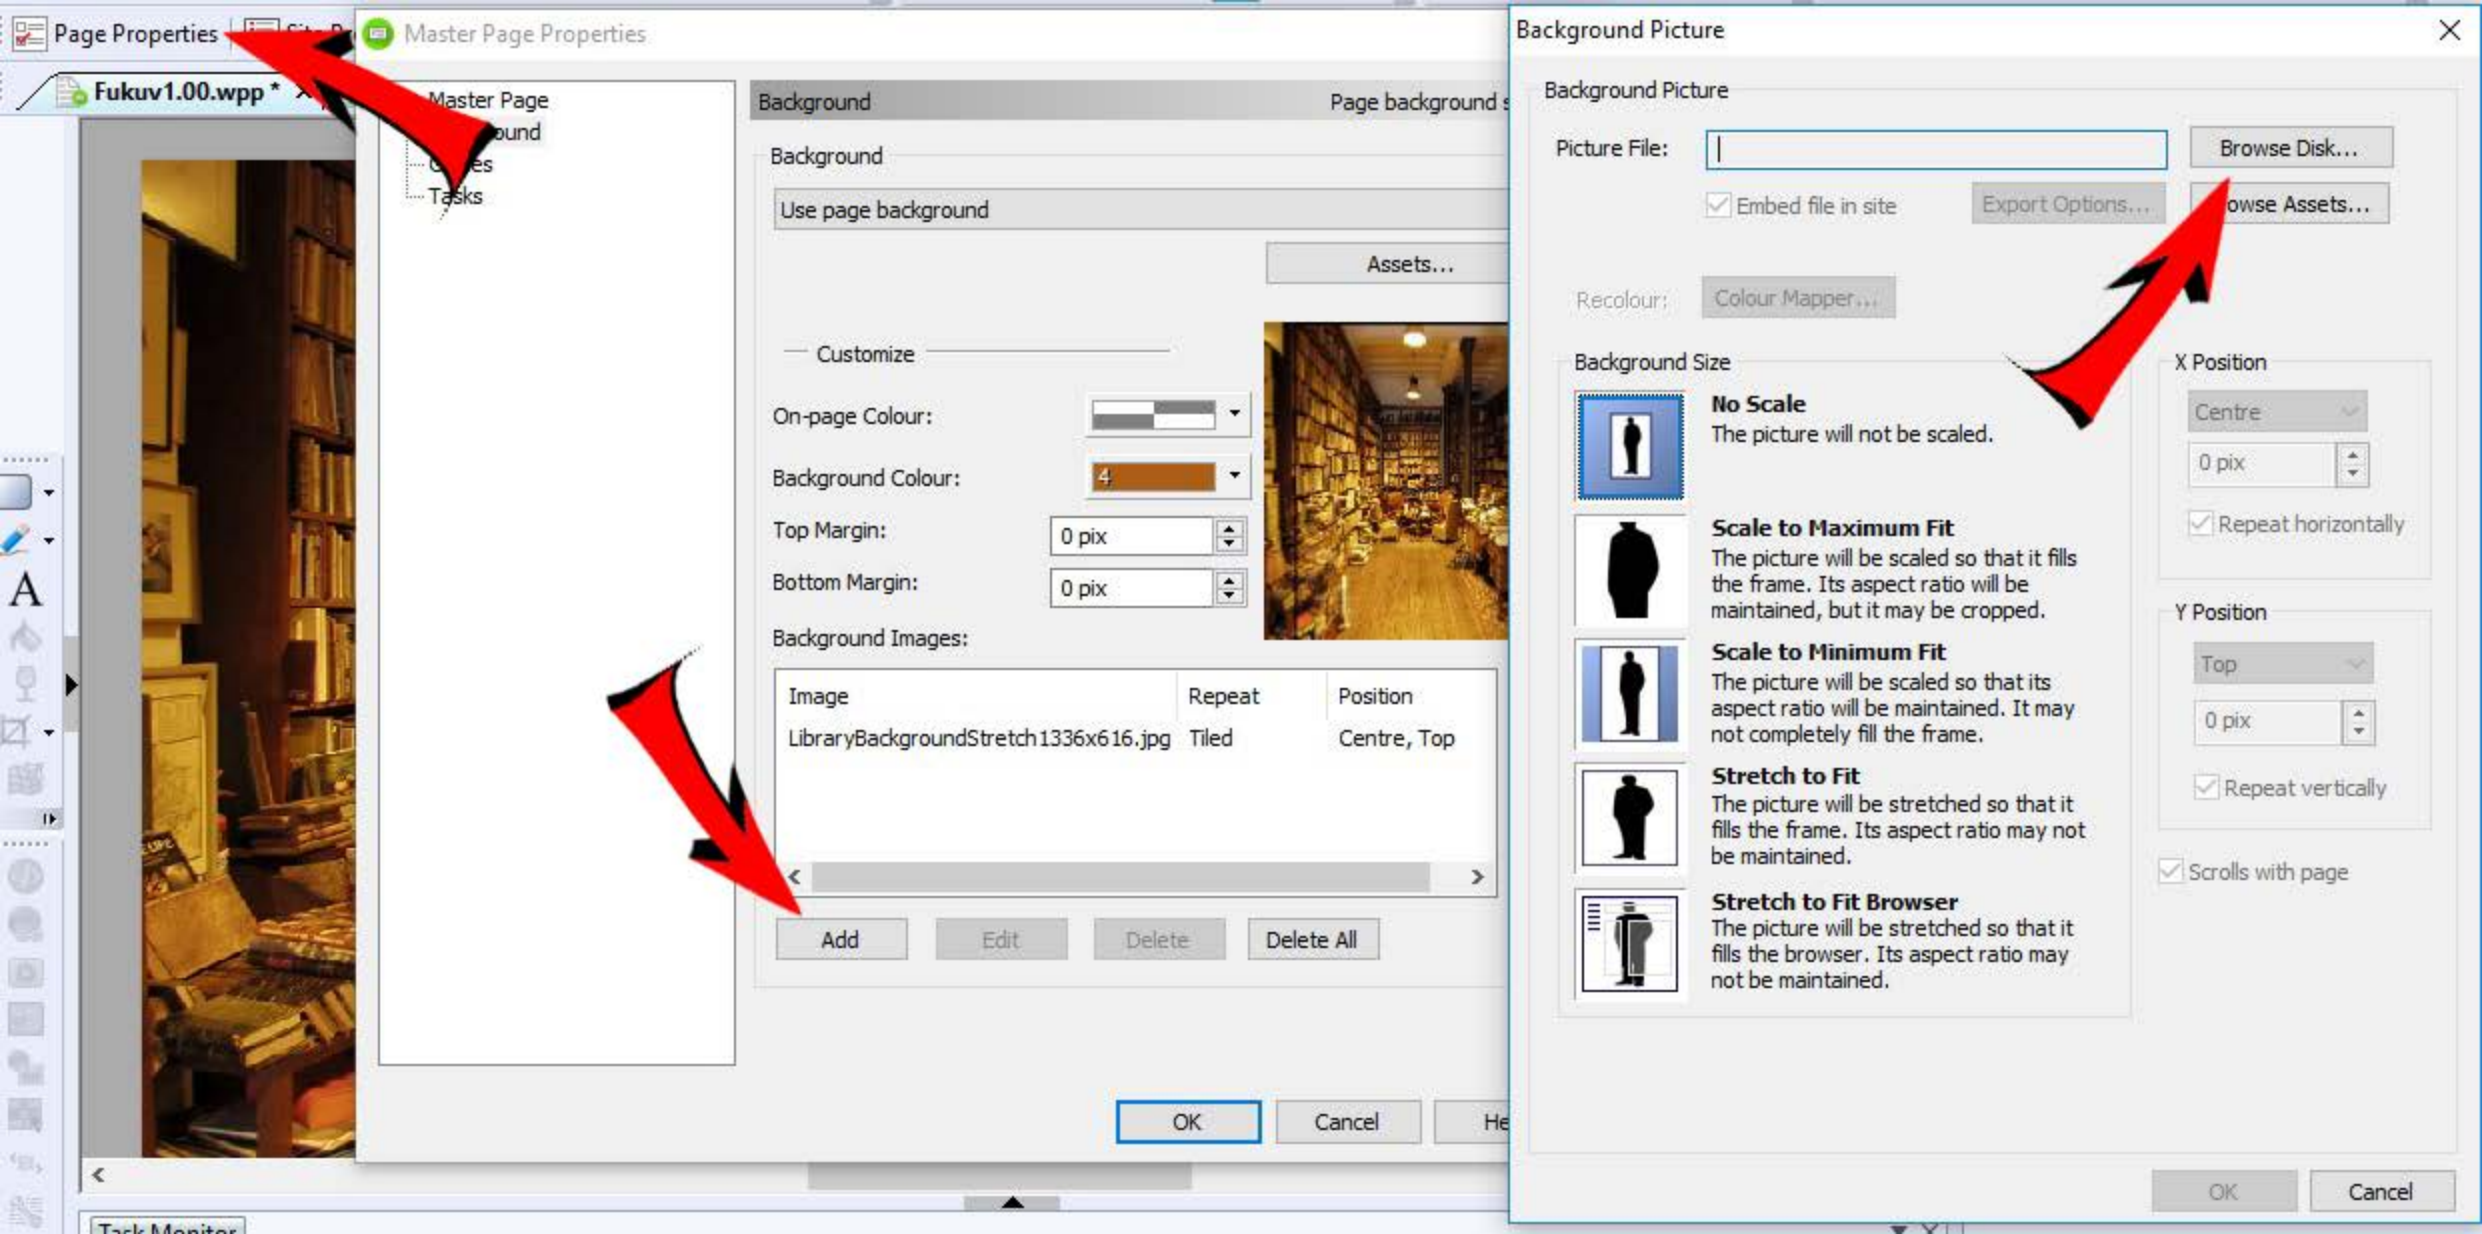 Page Properties
Fukuv1.00.wpp *
Task Monitor
Master Page Properties
Master Page
Tasks
Background
Page background
Background
Use page background
Assets...
Customize
On-page Colour:
Background Colour: 4
Top Margin: 0 pix
Bottom Margin: 0 pix
Background Images:
Image Repeat Position
LibraryBackgroundStretch1336x616.jpg Tiled Centre, Top
Add Edit Delete Delete All
OK Cancel
Background Picture
Background Picture
Picture File: Browse Disk...
Embed file in site Export Options... owse Assets...
Recolour: Colour Mapper...
Background Size
No Scale
The picture will not be scaled.
Scale to Maximum Fit
The picture will be scaled so that it fills
the frame. Its aspect ratio will be
maintained, but it may be cropped.
Scale to Minimum Fit
The picture will be scaled so that its
aspect ratio will be maintained. It may
not completely fill the frame.
Stretch to Fit
The picture will be stretched so that it
fills the frame. Its aspect ratio may not
be maintained.
Stretch to Fit Browser
The picture will be stretched so that it
fills the browser. Its aspect ratio may
not be maintained.
X Position
Centre
0 pix
Repeat horizontally
Y Position
Top
0 pix
Repeat vertically
Scrolls with page
OK Cancel